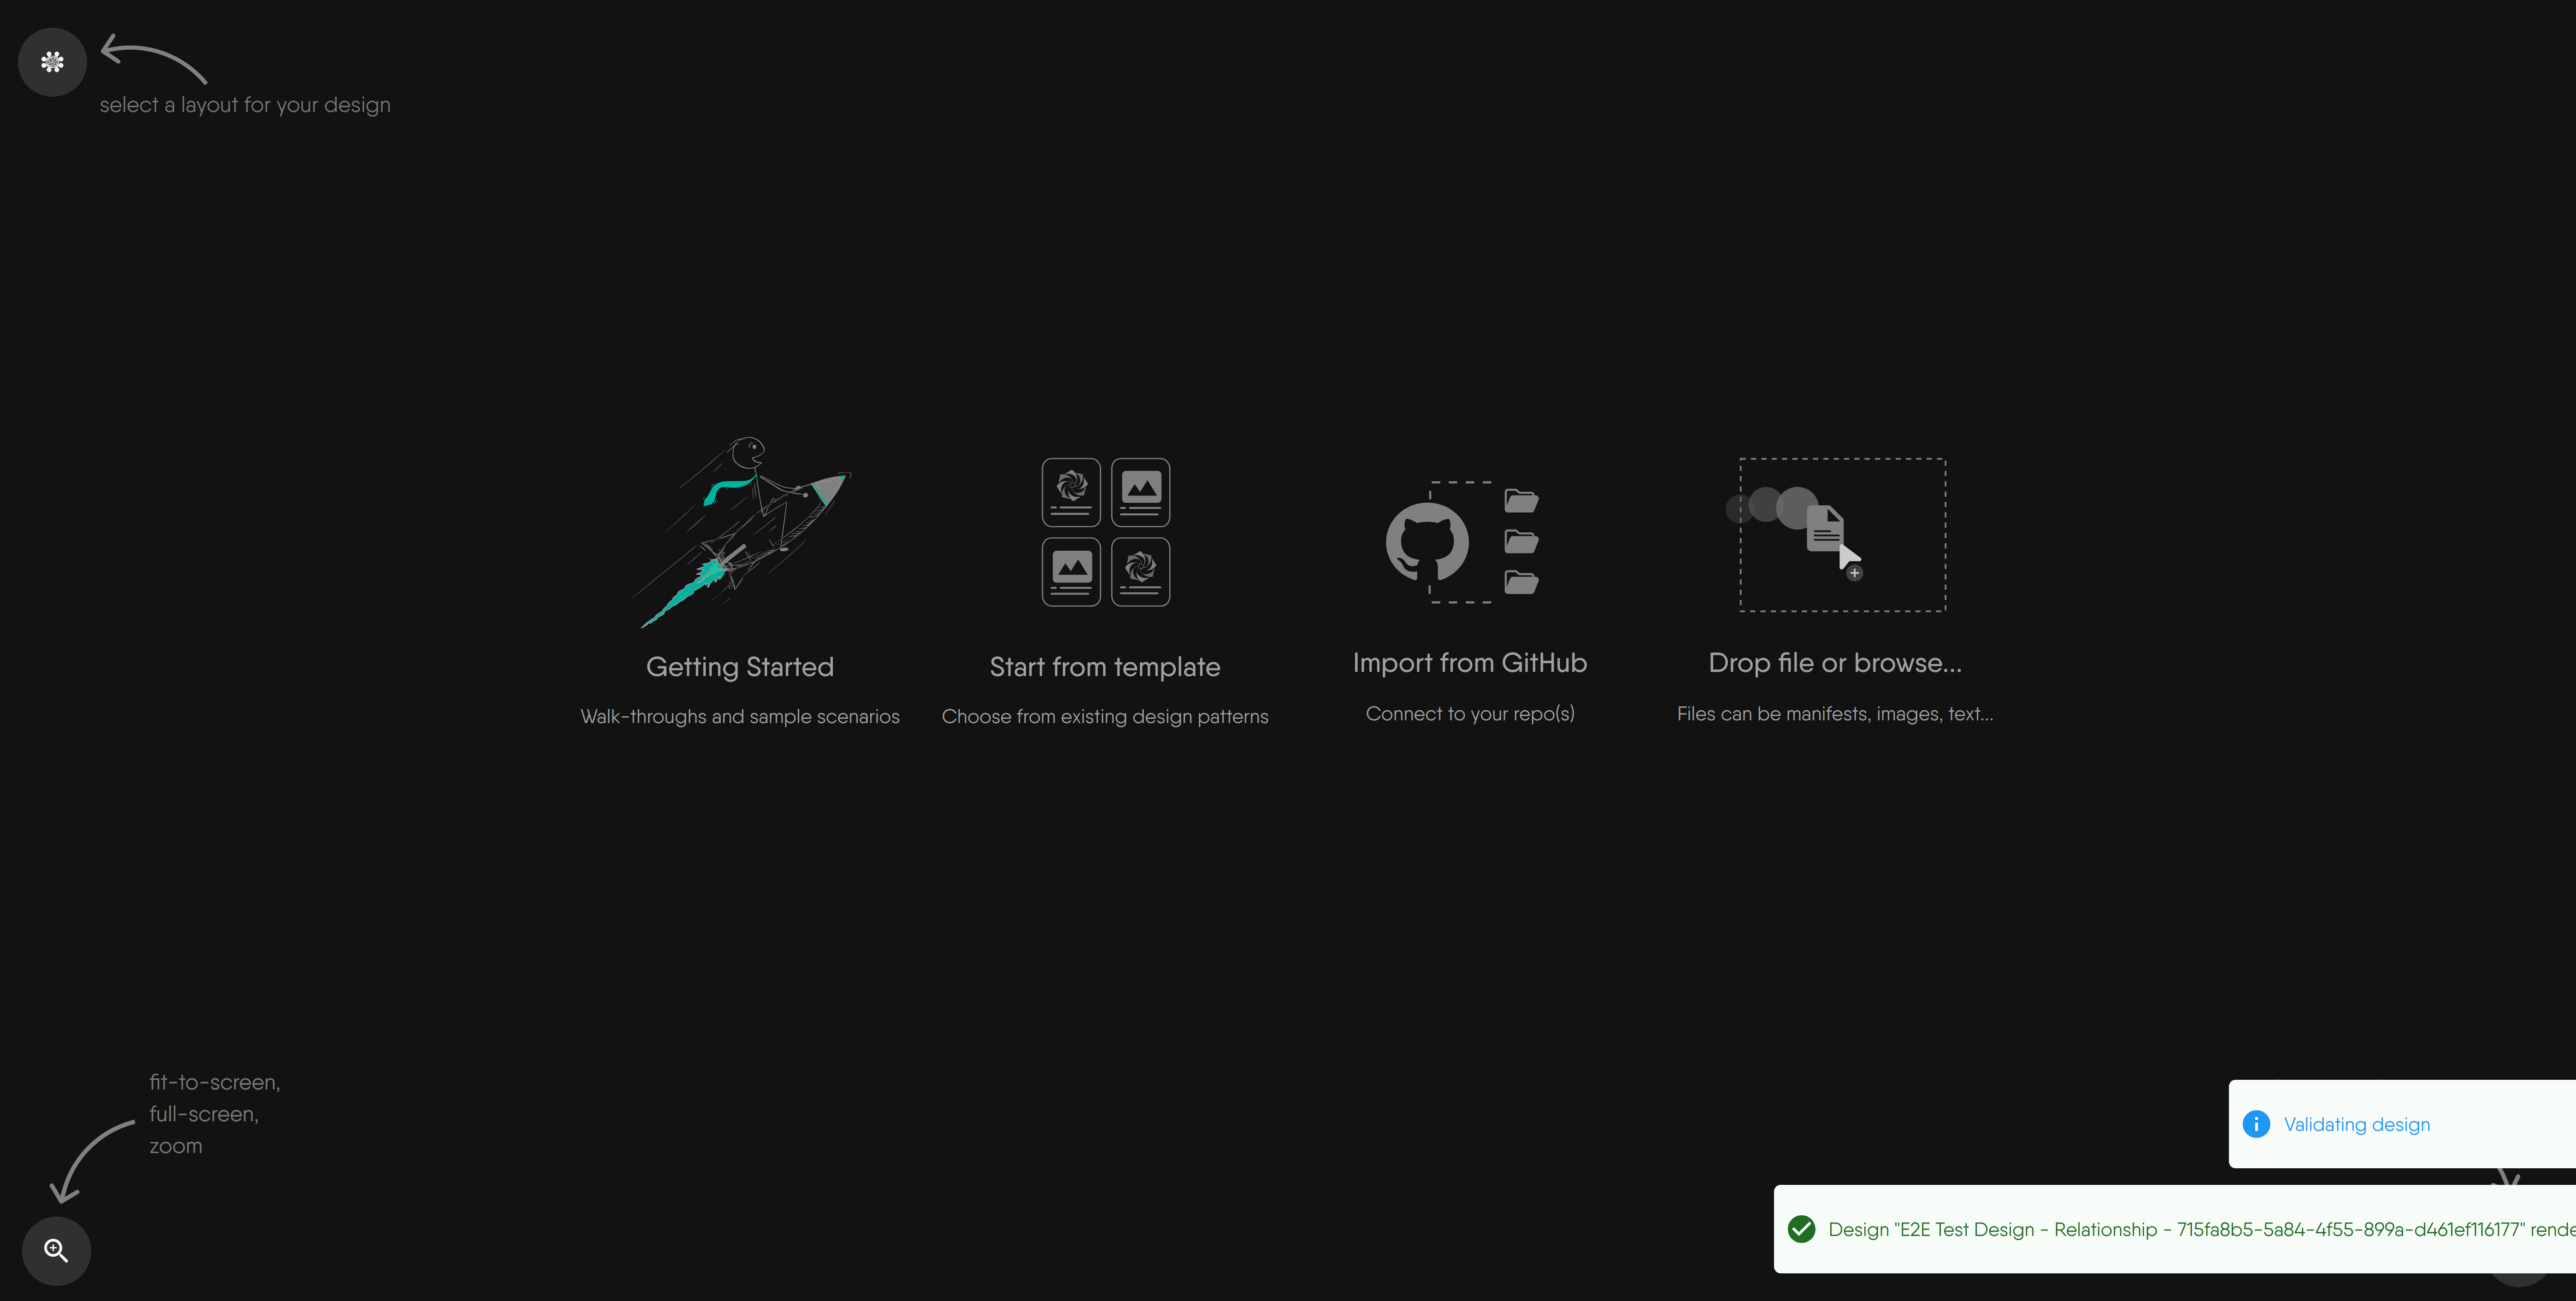 select a layout for your design
Getting Started
Start from template
Import from GitHub
Drop file or browse...
Walk-throughs and sample scenarios
Choose from existing design patterns
Connect to your repo(s)
Files can be manifests, images, text...
fit-to-screen,
full-screen,
zoom
Validating design
Design "E2E Test Design - Relationship - 715fa8b5-5a84-4f55-899a-d461ef116177"